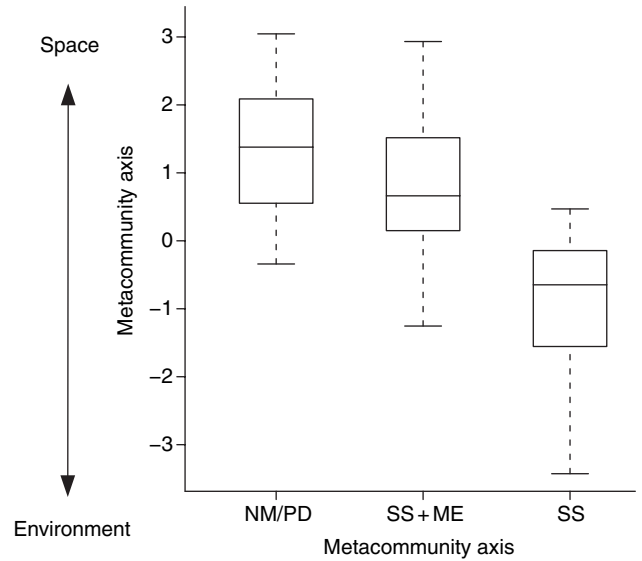 Space
Environment
Metacommunity axis
3
2
1
0
−1
−2
−3
NM/PD
SS+ME
SS
Metacommunity axis